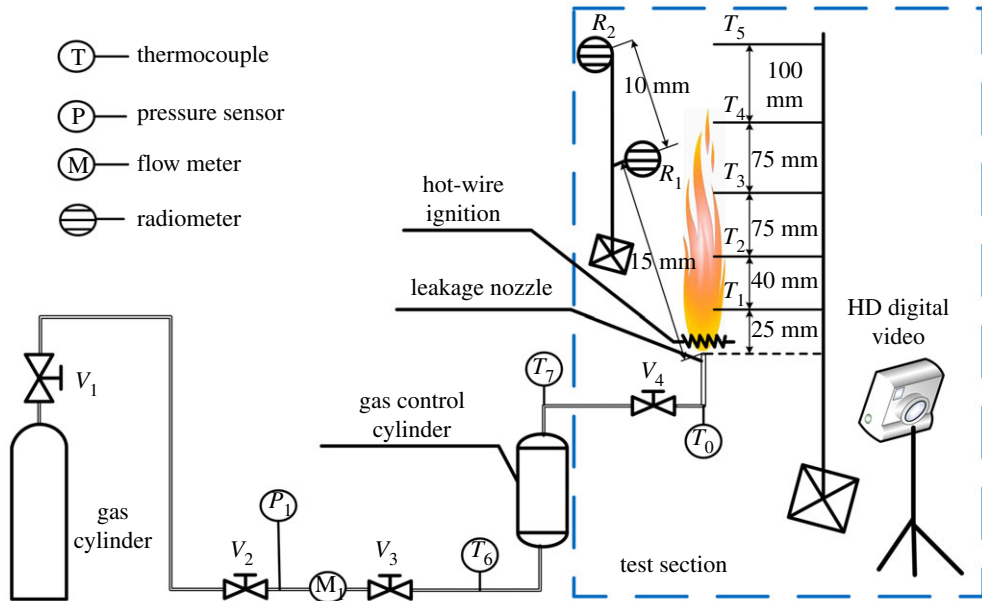 T thermocouple
P pressure sensor
M flow meter
radiometer
R2
10 mm
R1
15 mm
hot-wire
ignition
leakage nozzle
T5
100
mm
T4
75 mm
T3
75 mm
T2
40 mm
T1
25 mm
HD digital
video
V1
gas
cylinder
V2
P1
M1
V3
T6
gas control
cylinder
T7
V4
T0
test section